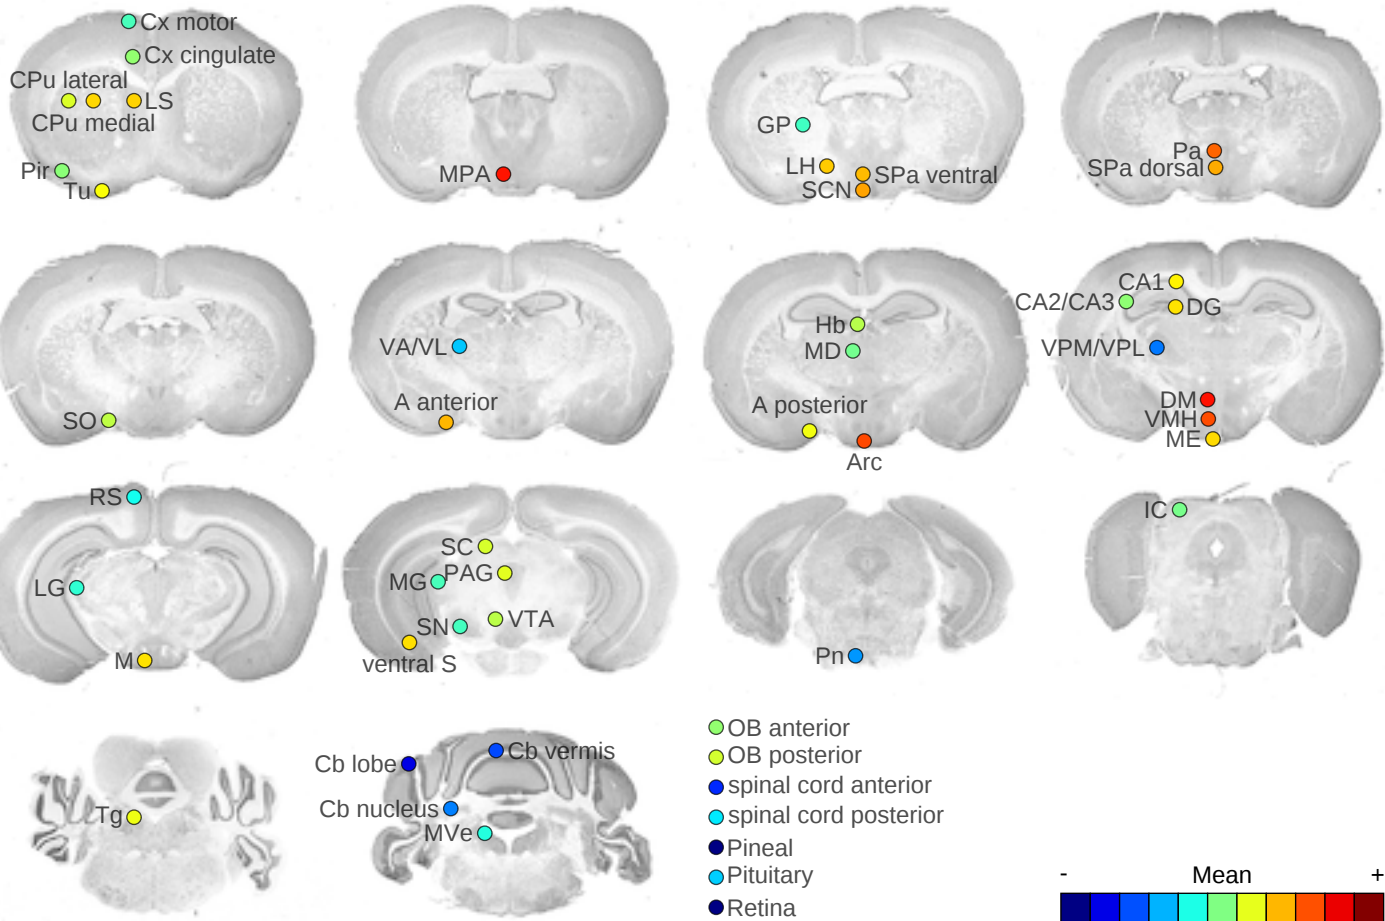 Cx motor
Cx cingulate
CPu lateral
LS
CPu medial
Pir
Tu
MPA
GP
LH
SPa ventral
SCN
Pa
SPa dorsal
SO
VA/VL
A anterior
Hb
MD
A posterior
Arc
CA1
CA2/CA3
DG
VPM/VPL
DM
VMH
ME
RS
LG
M
SC
MG
PAG
SN
VTA
ventral S
Pn
IC
Tg
Cb lobe
Cb vermis
Cb nucleus
MVe
OB anterior
OB posterior
spinal cord anterior
spinal cord posterior
Pineal
Pituitary
Retina
- Mean +